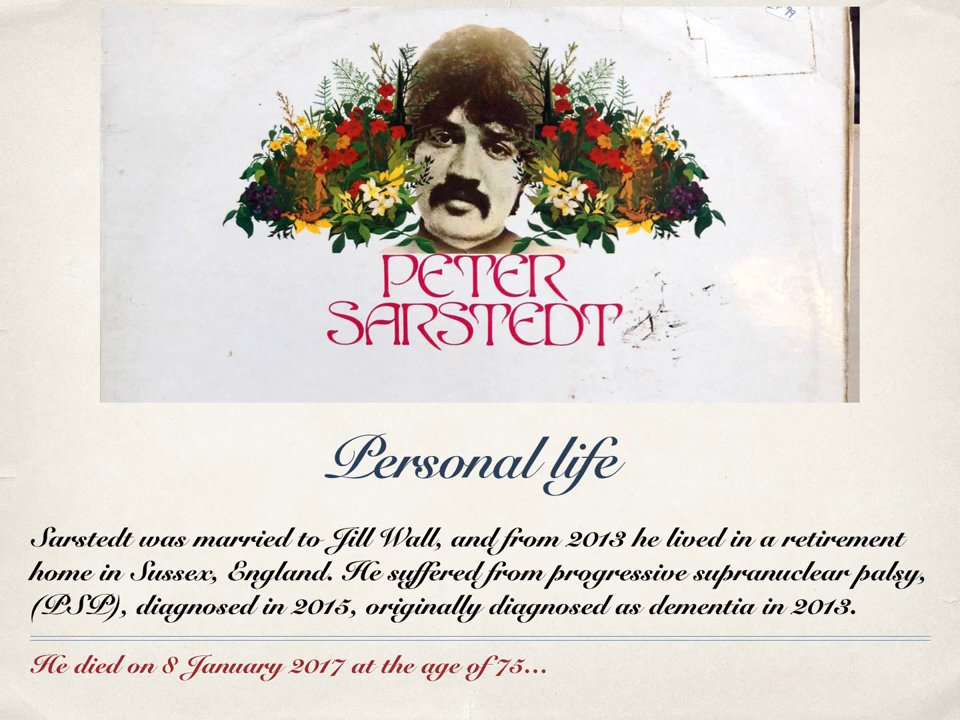 PETER
SARSTEDT
Personal life
Sarstedt was married to Jill Wall, and from 2013 he lived in a retirement
home in Sussex, England. He suffered from progressive supranuclear palsy,
(PSP), diagnosed in 2015, originally diagnosed as dementia in 2013.
He died on 8 January 2017 at the age of 75...